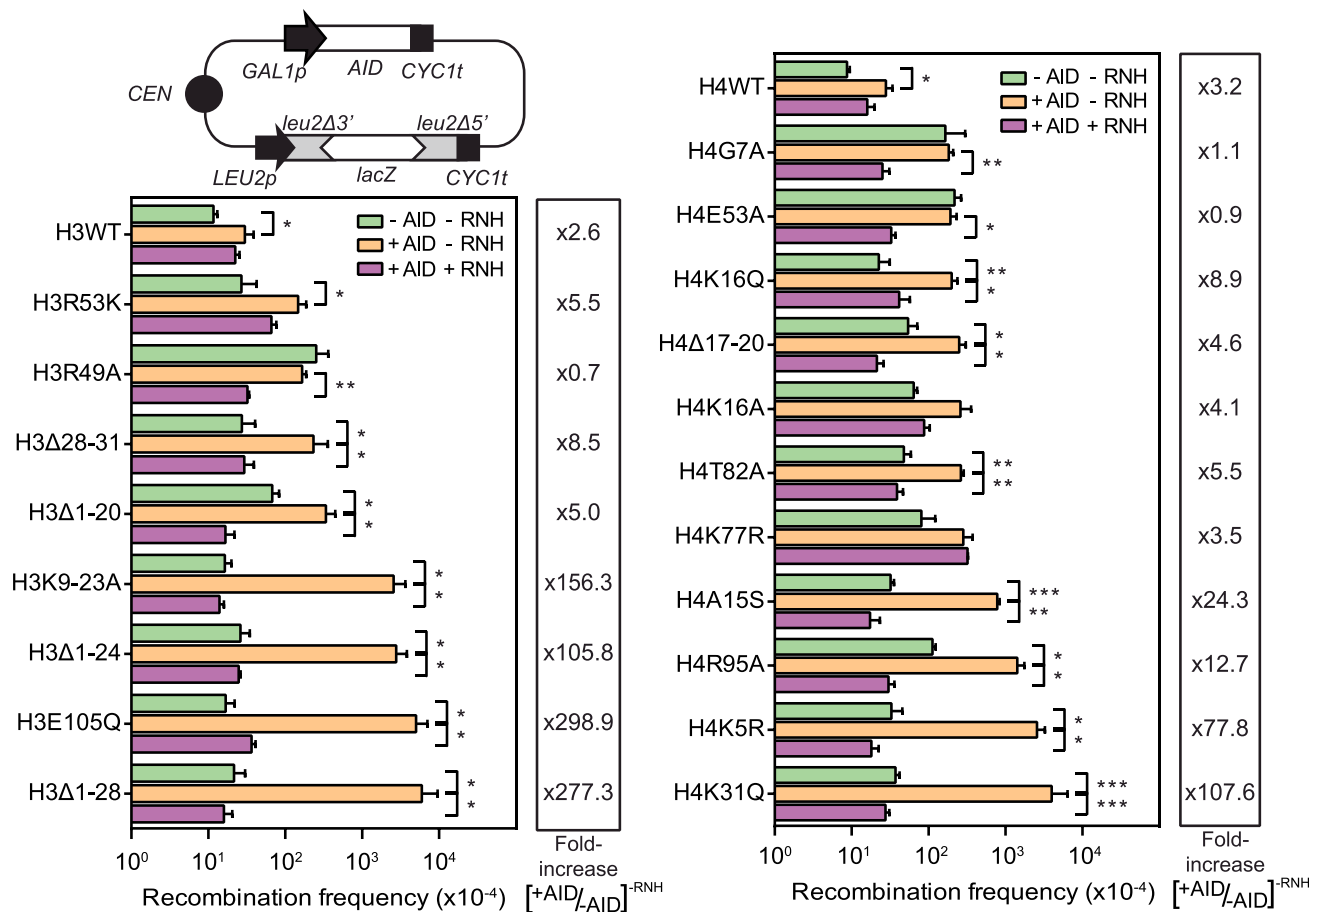 GAL1p AID CYC1t
CEN
leu2Δ3’ leu2Δ5’
LEU2p lacZ CYC1t
- AID - RNH
+ AID - RNH
+ AID + RNH
H3WT * x2.6
H3R53K * x5.5
H3R49A ** x0.7
H3Δ28-31 * * x8.5
H3Δ1-20 * * x5.0
H3K9-23A * * x156.3
H3Δ1-24 * * x105.8
H3E105Q * * x298.9
H3Δ1-28 * * x277.3
10⁰ 10¹ 10² 10³ 10⁴
Recombination frequency (x10⁻⁴)
Fold-
increase
[⁺AID/₋AID]⁻ᴿᴺᴴ
- AID - RNH
+ AID - RNH
+ AID + RNH
H4WT * x3.2
H4G7A ** x1.1
H4E53A * x0.9
H4K16Q ** * x8.9
H4Δ17-20 * * x4.6
H4K16A x4.1
H4T82A ** ** x5.5
H4K77R x3.5
H4A15S *** ** x24.3
H4R95A * * x12.7
H4K5R * * x77.8
H4K31Q *** *** x107.6
10⁰ 10¹ 10² 10³ 10⁴
Recombination frequency (x10⁻⁴)
Fold-
increase
[⁺AID/₋AID]⁻ᴿᴺᴴ